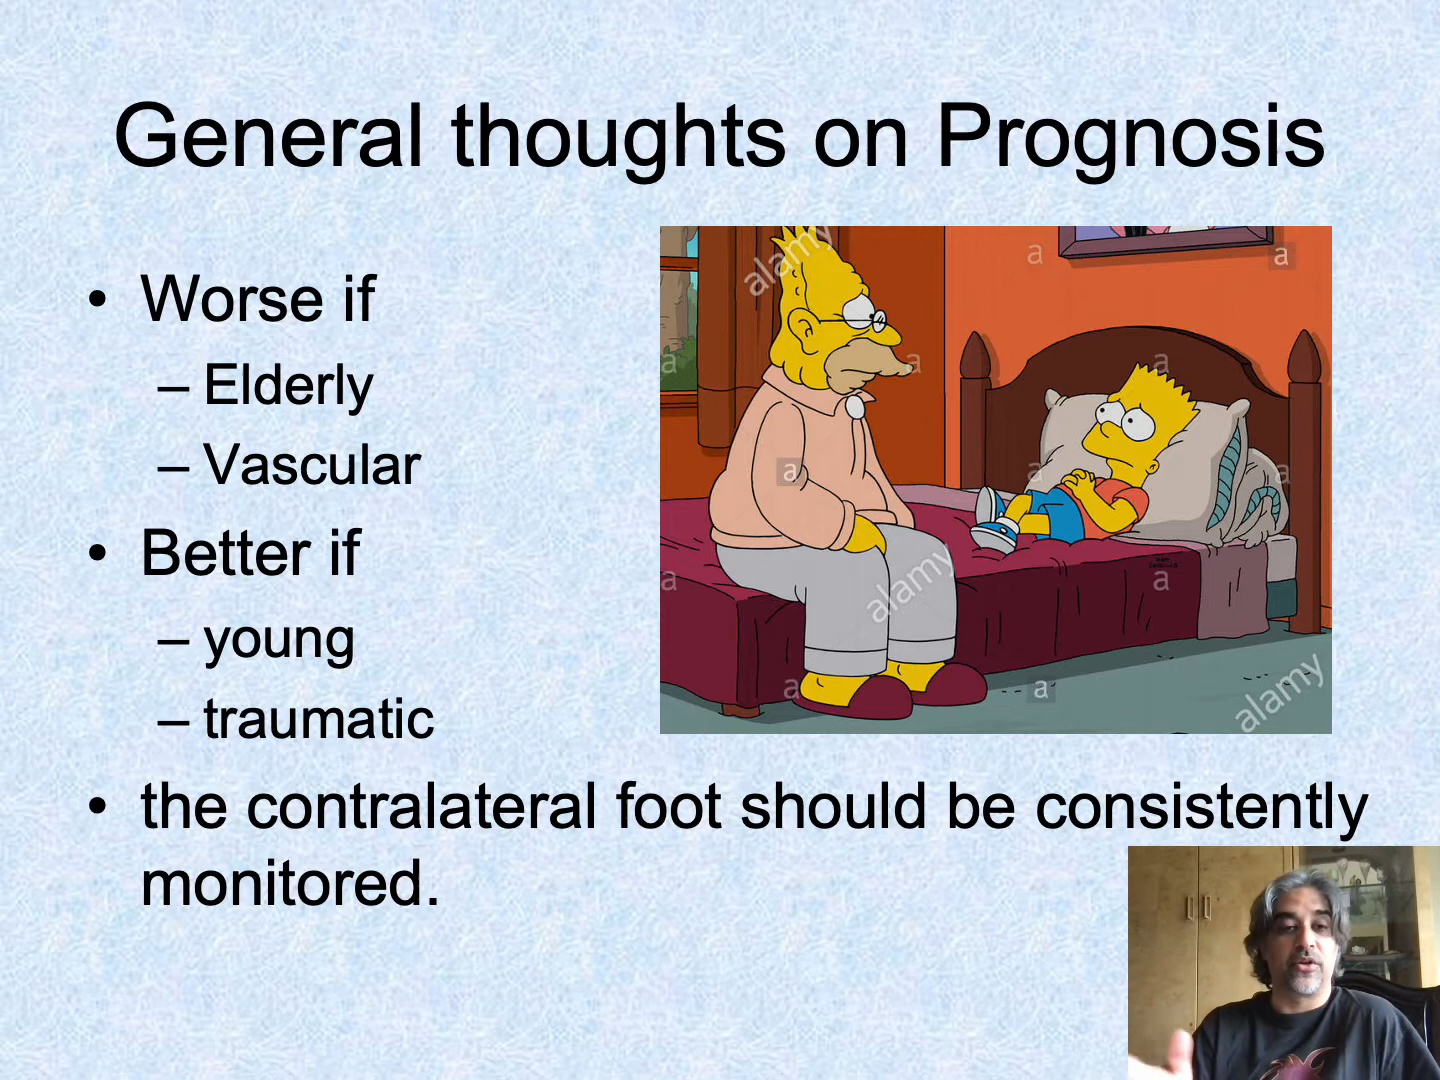 General thoughts on Prognosis
• Worse if
– Elderly
– Vascular
• Better if
– young
– traumatic
• the contralateral foot should be consistently
monitored.
alamy
a
a
a
a
a
a
a
a
a
a
alamy
a
a
alamy